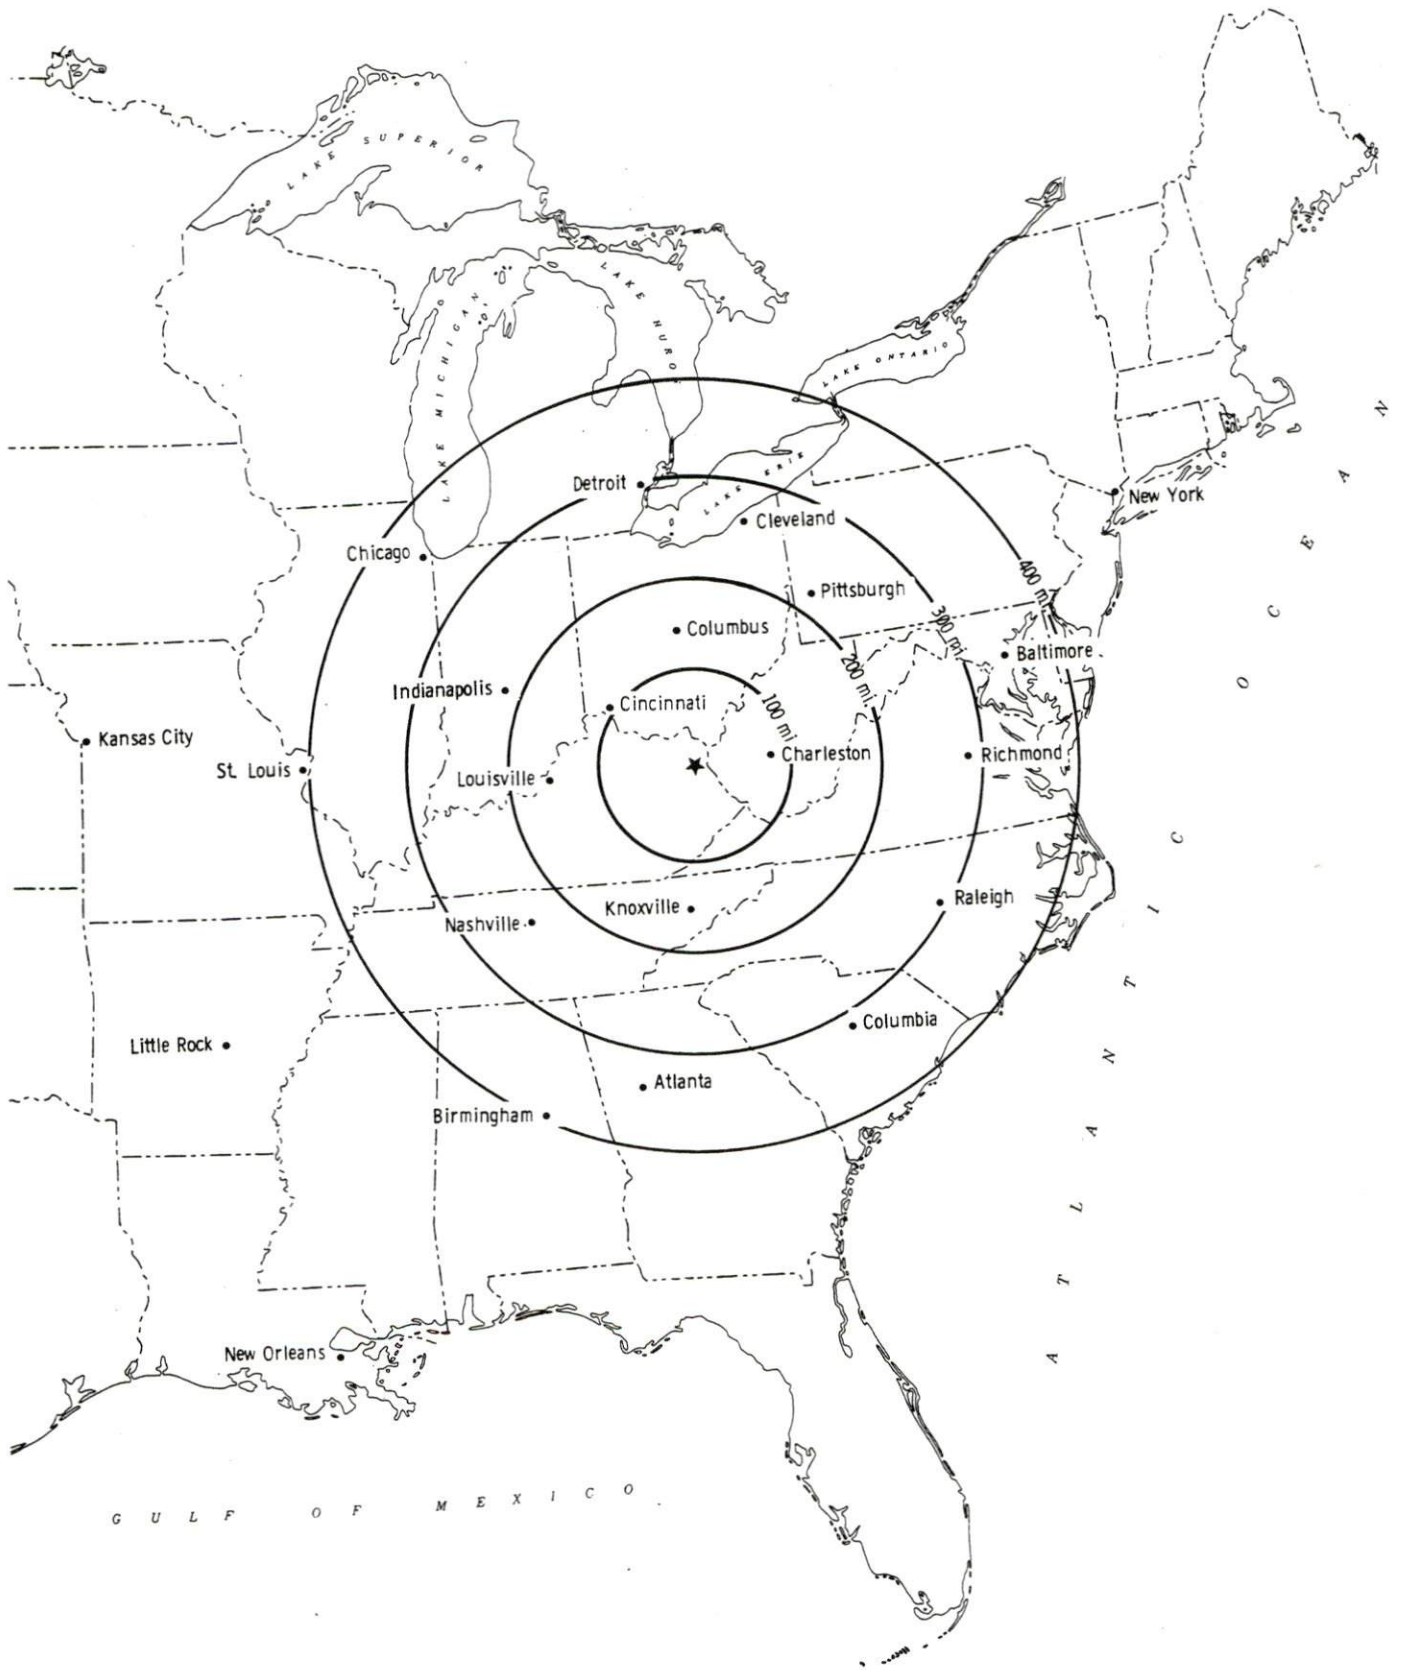 LAKE SUPERIOR
LAKE MICHIGAN
LAKE HURON
LAKE ONTARIO
LAKE ERIE
Detroit
New York
Cleveland
Chicago
400 mi.
Pittsburgh
300 mi.
Columbus
Baltimore
200 mi.
Indianapolis
Cincinnati
100 mi.
Kansas City
Charleston
Richmond
St. Louis
Louisville
Raleigh
Knoxville
Nashville
Columbia
Little Rock
Atlanta
Birmingham
New Orleans
ATLANTIC OCEAN
GULF OF MEXICO